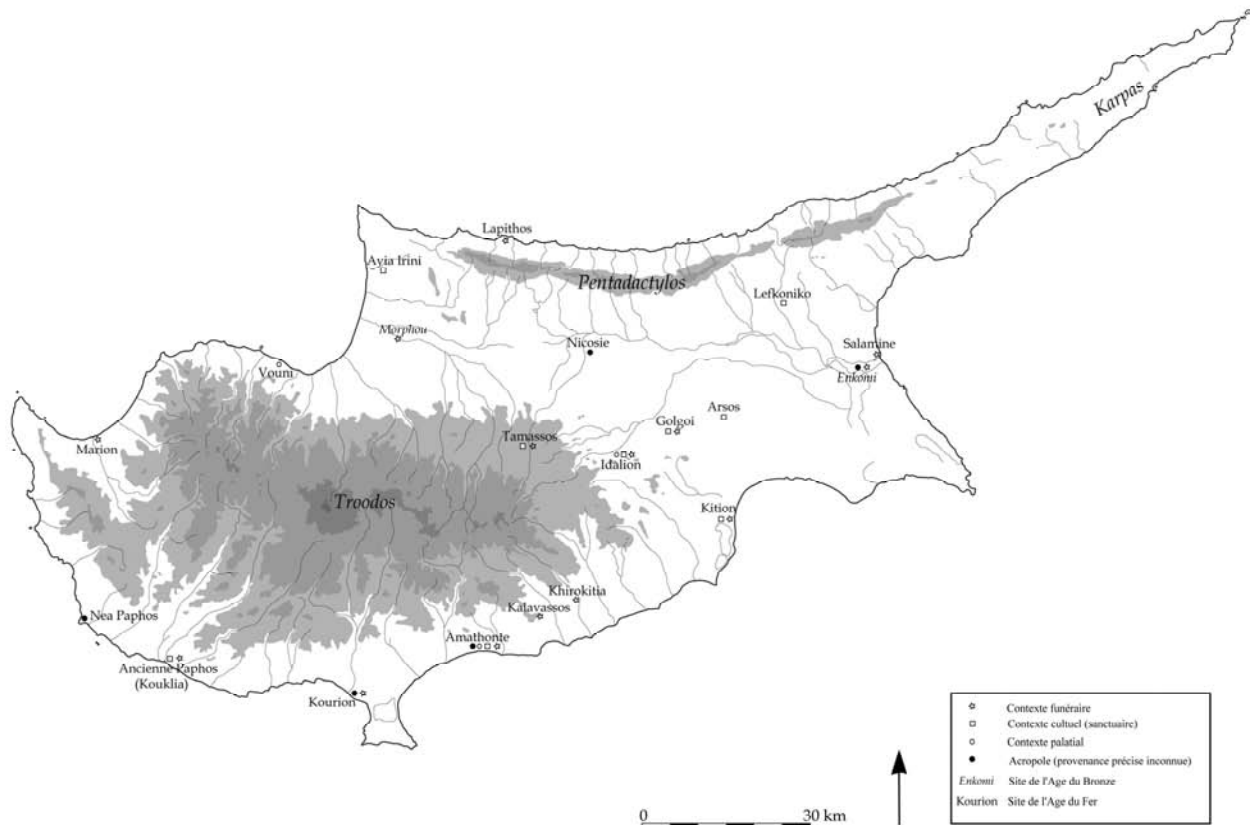 Karpas
Lapithos
Ayia Irini
Pentadactylos
Lefkoniko
Morphou
Nicosie
Salamine
Enkomi
Vouni
Arsos
Golgoi
Marion
Tamassos
Idalion
Troodos
Kition
Khirokitia
Kalavassos
Nea Paphos
Amathonte
Ancienne Paphos
(Kouklia)
Kourion
Contexte funéraire
Contexte cultuel (sanctuaire)
Contexte palatial
Acropole (provenance précise inconnue)
Enkomi Site de l'Age du Bronze
Kourion Site de l'Age du Fer
0 30 km